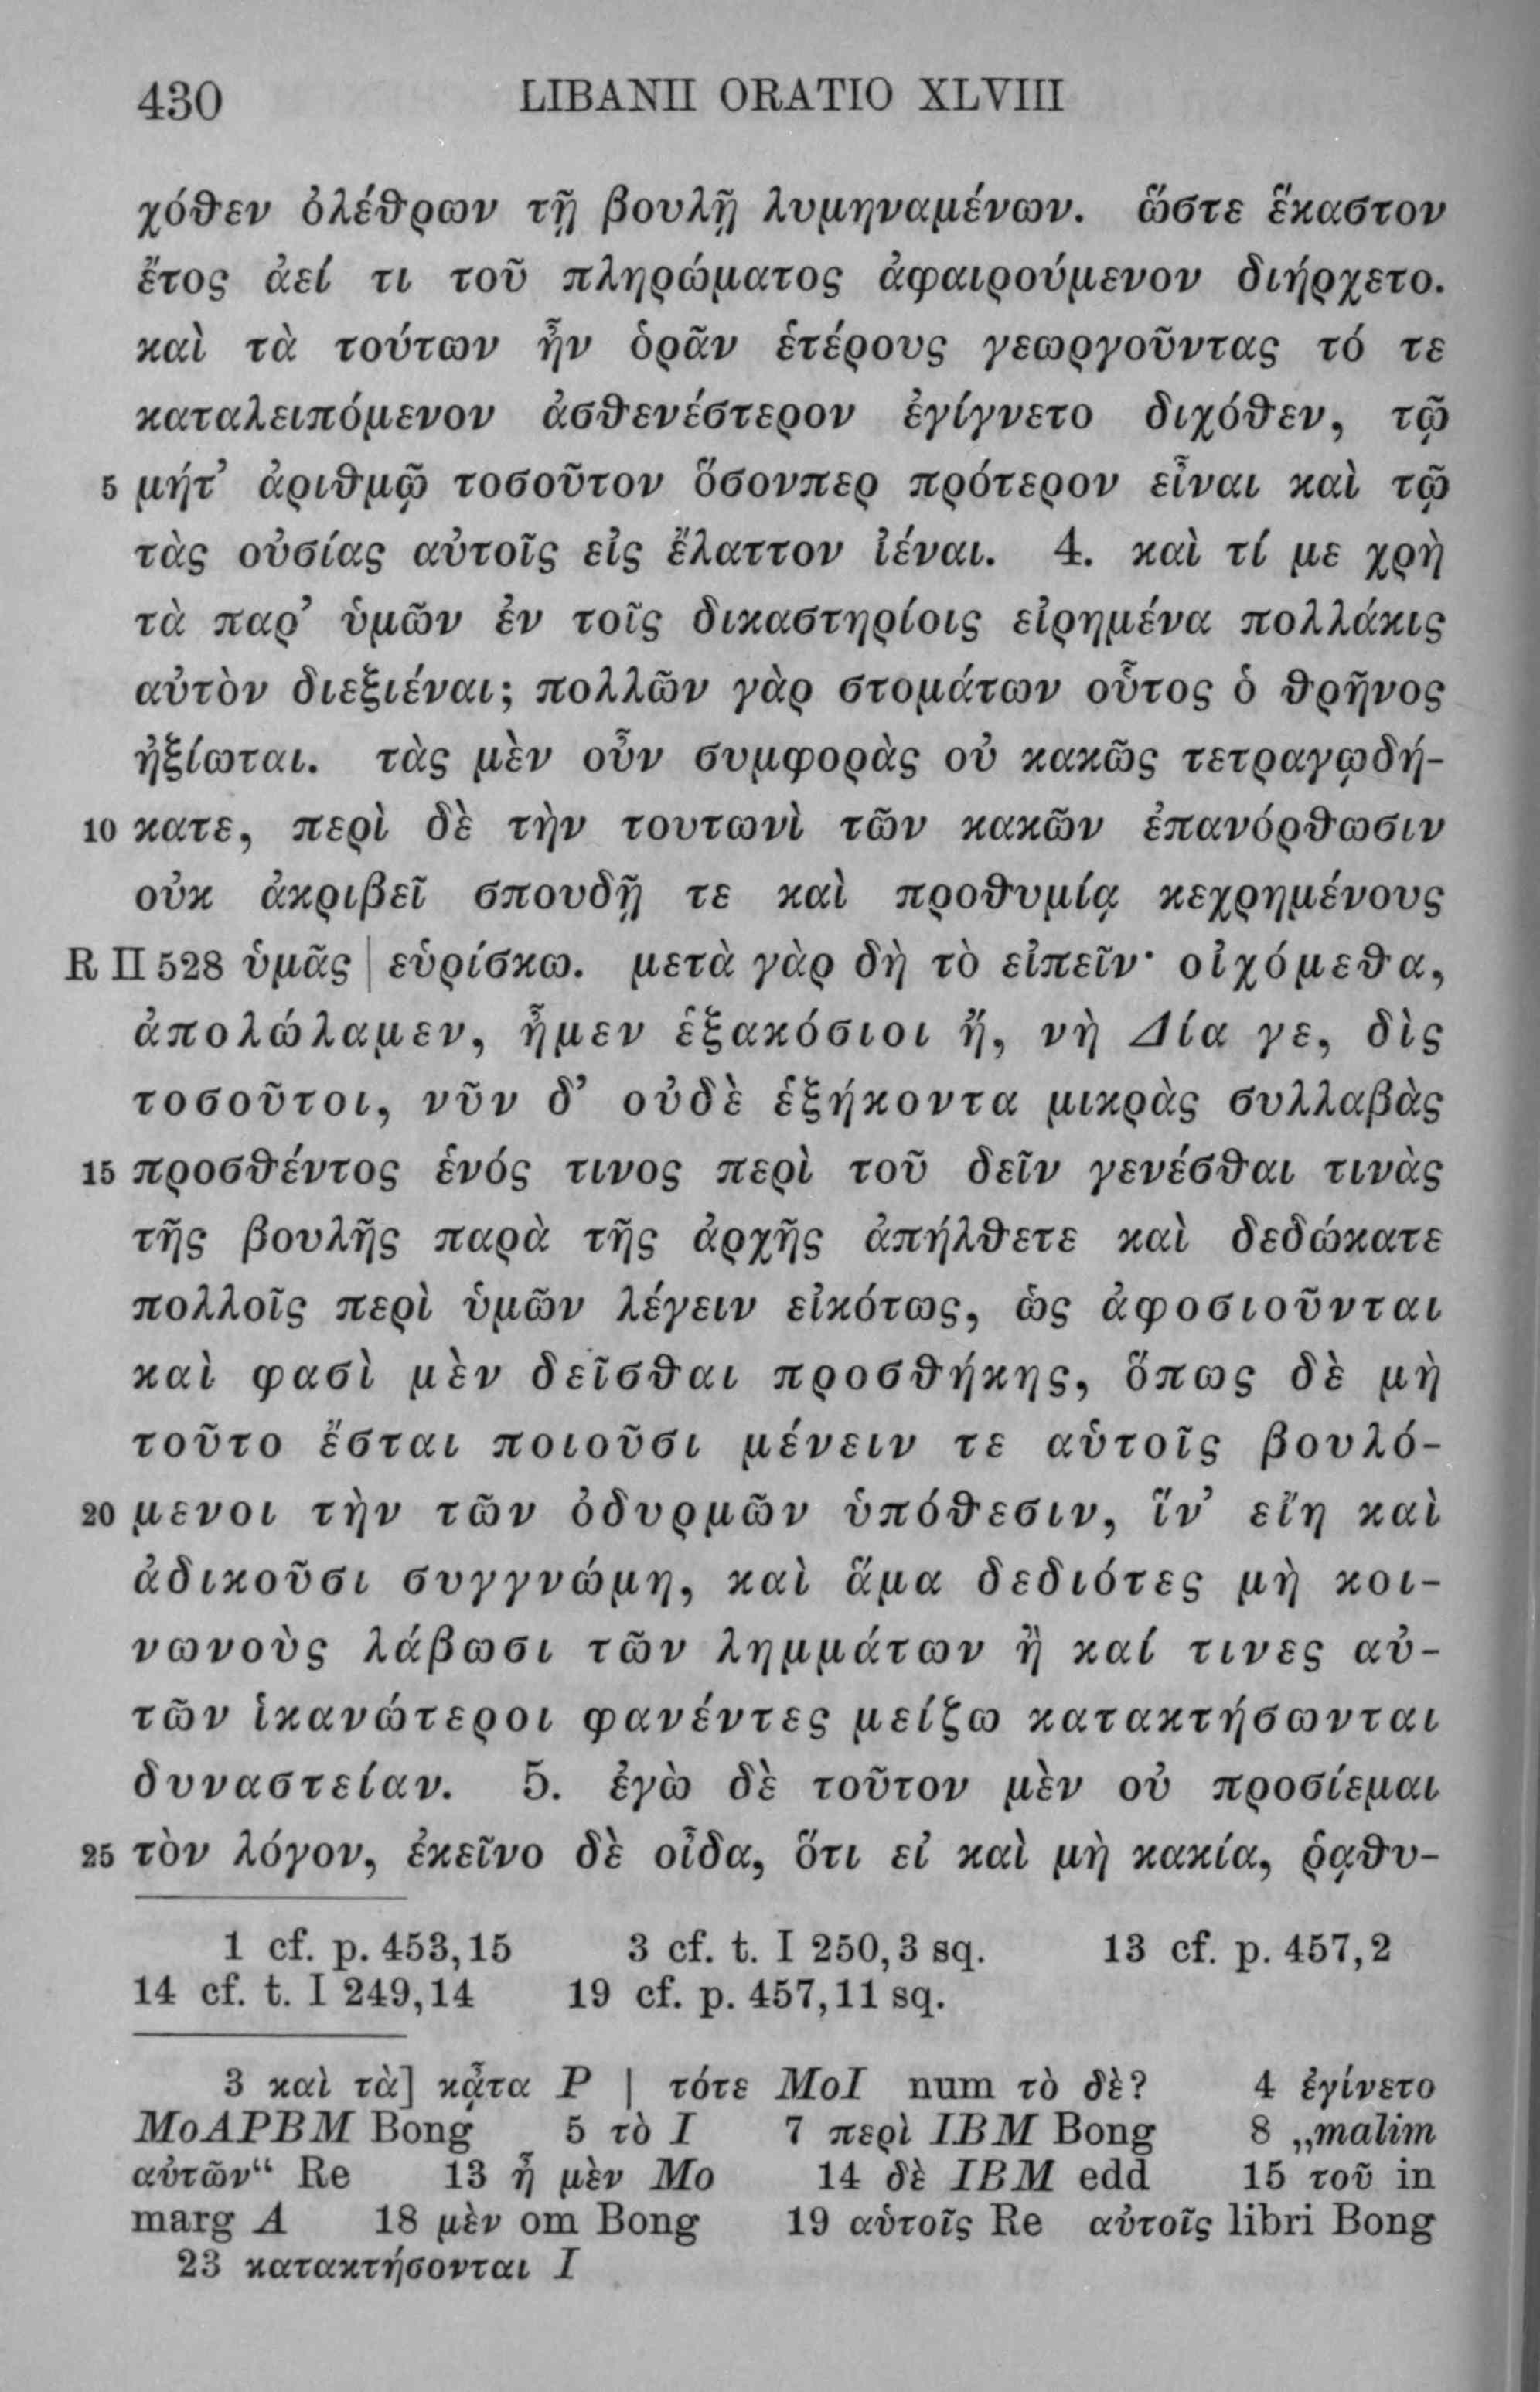 430 LIBANII ORATIO XLVIII
χόθεν ὀλέθρων τῇ βουλῇ λυμηναμένων. ὥστε ἕκαστον
ἔτος ἀεί τι τοῦ πληρώματος ἀφαιρούμενον διήρχετο.
καὶ τὰ τούτων ἦν ὁρᾶν ἑτέρους γεωργοῦντας τό τε
καταλειπόμενον ἀσθενέστερον ἐγίγνετο διχόθεν, τῷ
5 μήτ’ ἀριθμῷ τοσοῦτον ὅσονπερ πρότερον εἶναι καὶ τῷ
τὰς οὐσίας αὐτοῖς εἰς ἔλαττον ἰέναι. 4. καὶ τί με χρὴ
τὰ παρ’ ὑμῶν ἐν τοῖς δικαστηρίοις εἰρημένα πολλάκις
αὐτὸν διεξιέναι; πολλῶν γὰρ στομάτων οὗτος ὁ θρῆνος
ἠξίωται. τὰς μὲν οὖν συμφορὰς οὐ κακῶς τετραγῳδή-
10 κατε, περὶ δὲ τὴν τουτωνὶ τῶν κακῶν ἐπανόρθωσιν
οὐκ ἀκριβεῖ σπουδῇ τε καὶ προθυμίᾳ κεχρημένους
R II 528 ὑμᾶς | εὑρίσκω. μετὰ γὰρ δὴ τὸ εἰπεῖν· οἰχόμεθα,
ἀπολώλαμεν, ἦμεν ἑξακόσιοι ἤ, νὴ Δία γε, δὶς
τοσοῦτοι, νῦν δ’ οὐδὲ ἑξήκοντα μικρὰς συλλαβὰς
15 προσθέντος ἑνός τινος περὶ τοῦ δεῖν γενέσθαι τινὰς
τῆς βουλῆς παρὰ τῆς ἀρχῆς ἀπήλθετε καὶ δεδώκατε
πολλοῖς περὶ ὑμῶν λέγειν εἰκότως, ὡς ἀφοσιοῦνται
καὶ φασὶ μὲν δεῖσθαι προσθήκης, ὅπως δὲ μὴ
τοῦτο ἔσται ποιοῦσι μένειν τε αὑτοῖς βουλό-
20 μενοι τὴν τῶν ὀδυρμῶν ὑπόθεσιν, ἵν’ εἴη καὶ
ἀδικοῦσι συγγνώμη, καὶ ἅμα δεδιότες μὴ κοι-
νωνοὺς λάβωσι τῶν λημμάτων ἢ καί τινες αὐ-
τῶν ἱκανώτεροι φανέντες μείζω κατακτήσωνται
δυναστείαν. 5. ἐγὼ δὲ τοῦτον μὲν οὐ προσίεμαι
25 τὸν λόγον, ἐκεῖνο δὲ οἶδα, ὅτι εἰ καὶ μὴ κακία, ῥᾳθυ-
1 cf. p. 453,15 3 cf. t. I 250,3 sq. 13 cf. p. 457,2
14 cf. t. I 249,14 19 cf. p. 457,11 sq.
3 καὶ τὰ] κᾆτα P | τότε MoI num τὸ δὲ? 4 ἐγίνετο
MoAPBM Bong 5 τὸ I 7 περὶ IBM Bong 8 „malim
αὐτῶν“ Re 13 ἦ μὲν Mo 14 δὲ IBM edd 15 τοῦ in
marg A 18 μὲν om Bong 19 αὑτοῖς Re αὐτοῖς libri Bong
23 κατακτήσονται I